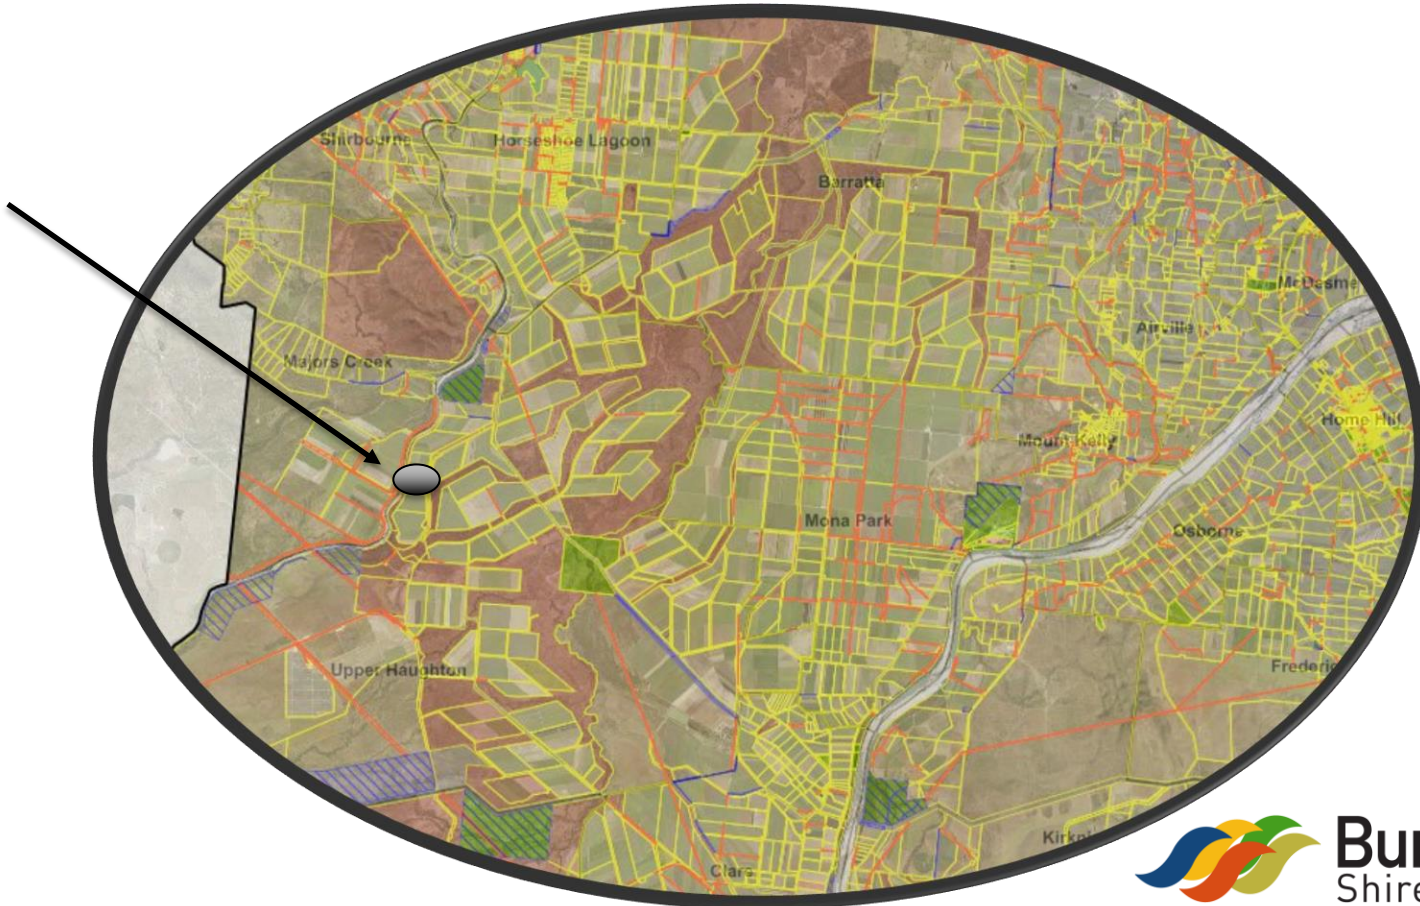 Shirbourne
Horseshoe Lagoon
Barratta
McDesme
Airville
Majors Creek
Home Hill
Mount Kelly
Mona Park
Osborne
Upper Haughton
Frederic
Kirkn
Clare
Bur
Shire